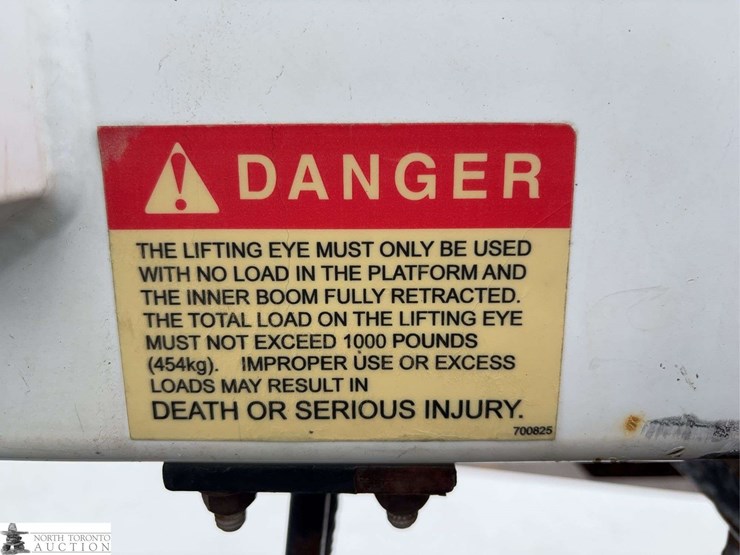 DANGER
THE LIFTING EYE MUST ONLY BE USED
WITH NO LOAD IN THE PLATFORM AND
THE INNER BOOM FULLY RETRACTED.
THE TOTAL LOAD ON THE LIFTING EYE
MUST NOT EXCEED 1000 POUNDS
(454kg). IMPROPER USE OR EXCESS
LOADS MAY RESULT IN
DEATH OR SERIOUS INJURY.
700825
NORTH TORONTO
AUCTION